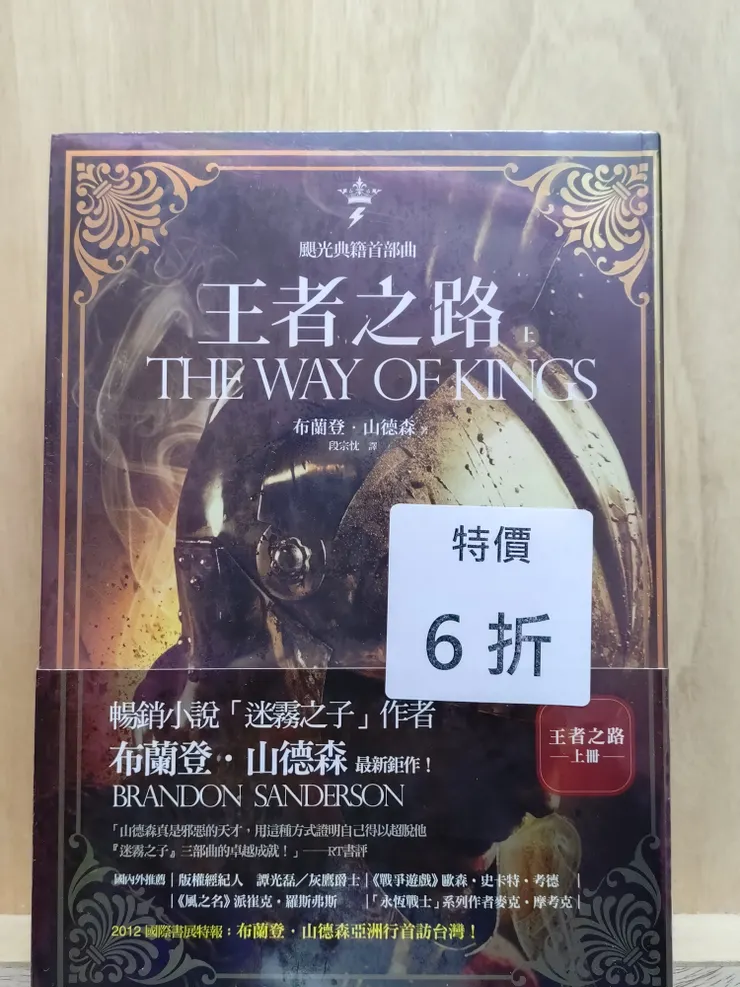 颶光典籍首部曲
王者之路 上
THE WAY OF KINGS
布蘭登・山德森 著
段宗忱 譯
特價
6 折
暢銷小說「迷霧之子」作者
布蘭登・山德森 最新鉅作!
BRANDON SANDERSON
王者之路
上冊
「山德森真是邪惡的天才,用這種方式證明自己得以超脫他
『迷霧之子』三部曲的卓越成就!」——RT書評
國內外推薦|版權經紀人 譚光磊/灰鷹爵士|《戰爭遊戲》歐森・史卡特・考德|
|《風之名》派崔克・羅斯弗斯|「永恆戰士」系列作者麥克・摩考克|
2012 國際書展特報:布蘭登・山德森亞洲行首訪台灣!